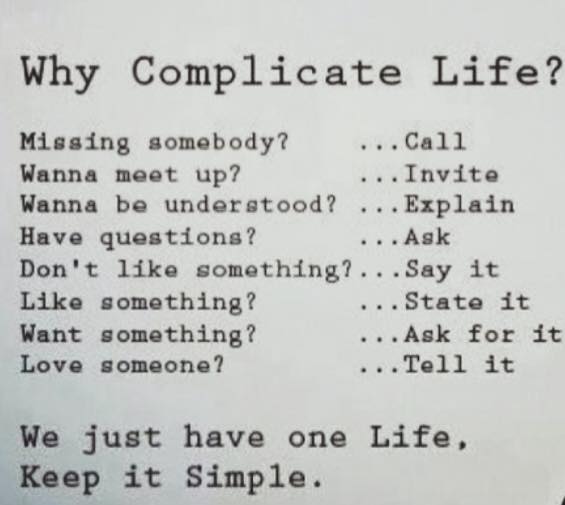 Why Complicate Life?
Missing somebody? ...Call
Wanna meet up? ...Invite
Wanna be understood? ...Explain
Have questions? ...Ask
Don't like something? ...Say it
Like something? ...State it
Want something? ...Ask for it
Love someone? ...Tell it
We just have one Life,
Keep it Simple.